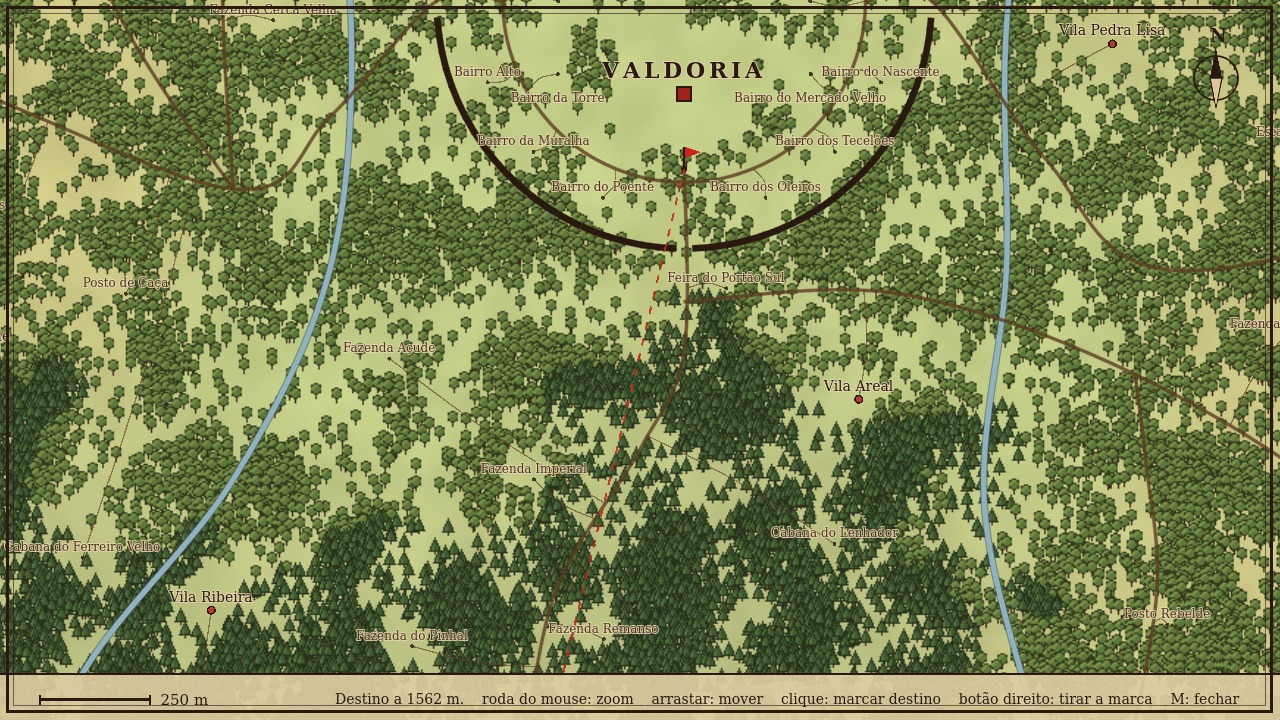 Fazenda Cerca Velha
Vila Pedra Lisa
N
VALDORIA
Bairro Alto
Bairro do Nascente
Bairro da Torre
Bairro do Mercado Velho
Bairro da Muralha
Bairro dos Tecelões
Bairro do Poente
Bairro dos Oleiros
Posto de Caça
Feira do Portão Sul
Fazenda
Fazenda Açude
Vila Areal
Fazenda Imperial
Cabana do Lenhador
Cabana do Ferreiro Velho
Vila Ribeira
Posto Rebelde
Fazenda do Pinhal
Fazenda Remanso
250 m
Destino a 1562 m. roda do mouse: zoom arrastar: mover clique: marcar destino botão direito: tirar a marca M: fechar